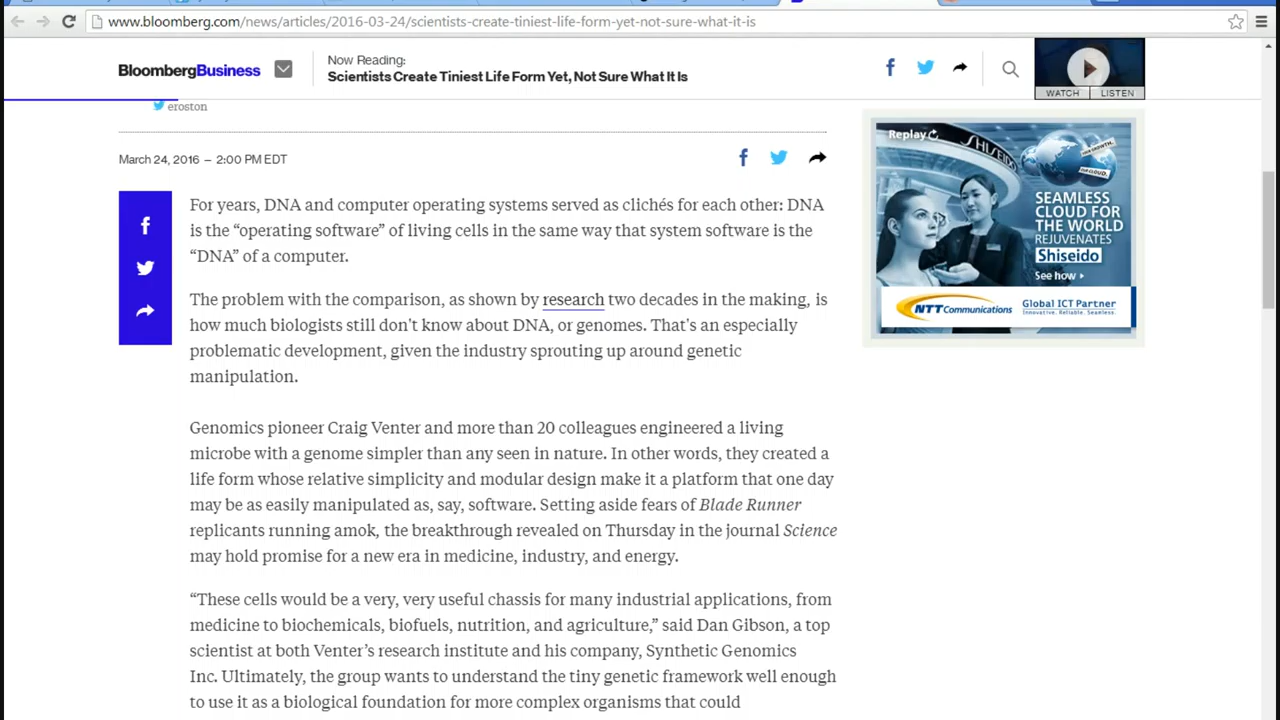 www.bloomberg.com/news/articles/2016-03-24/scientists-create-tiniest-life-form-yet-not-sure-what-it-is
BloombergBusiness
Now Reading:
Scientists Create Tiniest Life Form Yet, Not Sure What It Is
WATCH LISTEN
eroston
March 24, 2016 – 2:00 PM EDT
For years, DNA and computer operating systems served as clichés for each other: DNA
is the “operating software” of living cells in the same way that system software is the
“DNA” of a computer.
The problem with the comparison, as shown by research two decades in the making, is
how much biologists still don't know about DNA, or genomes. That's an especially
problematic development, given the industry sprouting up around genetic
manipulation.
Genomics pioneer Craig Venter and more than 20 colleagues engineered a living
microbe with a genome simpler than any seen in nature. In other words, they created a
life form whose relative simplicity and modular design make it a platform that one day
may be as easily manipulated as, say, software. Setting aside fears of Blade Runner
replicants running amok, the breakthrough revealed on Thursday in the journal Science
may hold promise for a new era in medicine, industry, and energy.
“These cells would be a very, very useful chassis for many industrial applications, from
medicine to biochemicals, biofuels, nutrition, and agriculture,” said Dan Gibson, a top
scientist at both Venter’s research institute and his company, Synthetic Genomics
Inc. Ultimately, the group wants to understand the tiny genetic framework well enough
to use it as a biological foundation for more complex organisms that could
Replay
SHISEIDO
SEAMLESS
CLOUD FOR
THE WORLD
REJUVENATES
Shiseido
See how
NTT Communications
Global ICT Partner
Innovative. Reliable. Seamless.